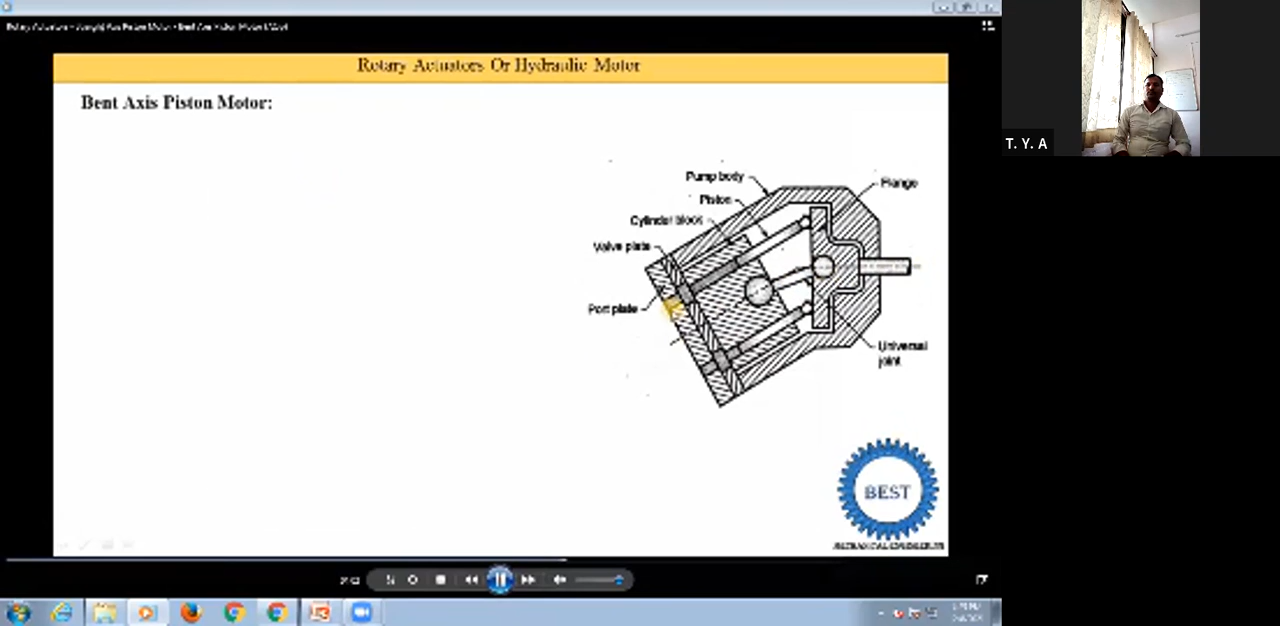 Rotary Actuators Or Hydraulic Motor
Bent Axis Piston Motor:
Pump body
Flange
Piston
Cylinder block
Valve plate
Port plate
Universal
joint
BEST
T. Y. A